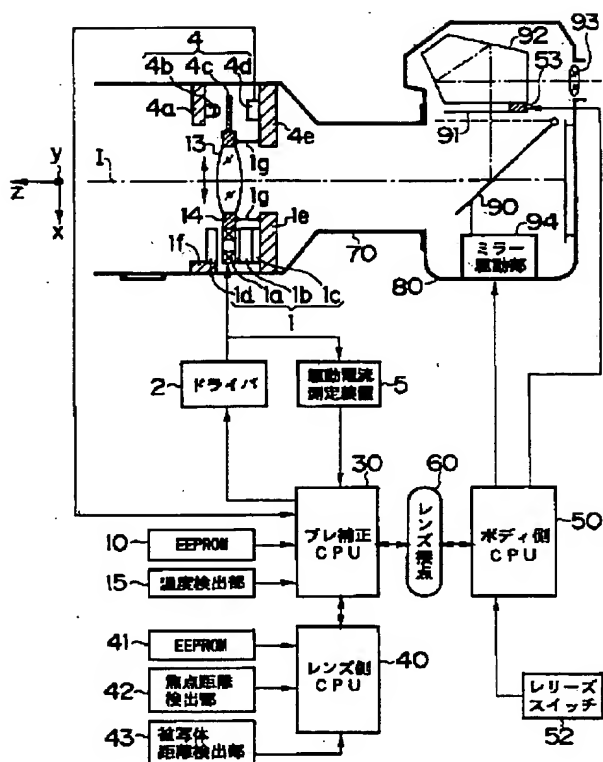 4
4b 4c 4d
4a
4e
13
1g
y
I
z
x
14
1g
1f
1e
1d 1a 1b 1c
1
92
93
53
91
90
70
94
ミラー
駆動部
80
2
ドライバ
駆動電流
測定装置
5
30
ブレ補正
CPU
60
レンズ接点
ボディ側
CPU
50
10
EEPROM
15
温度検出部
41
EEPROM
42
焦点距離
検出部
43
被写体
距離検出部
レンズ側
CPU
40
レリーズ
スイッチ
52